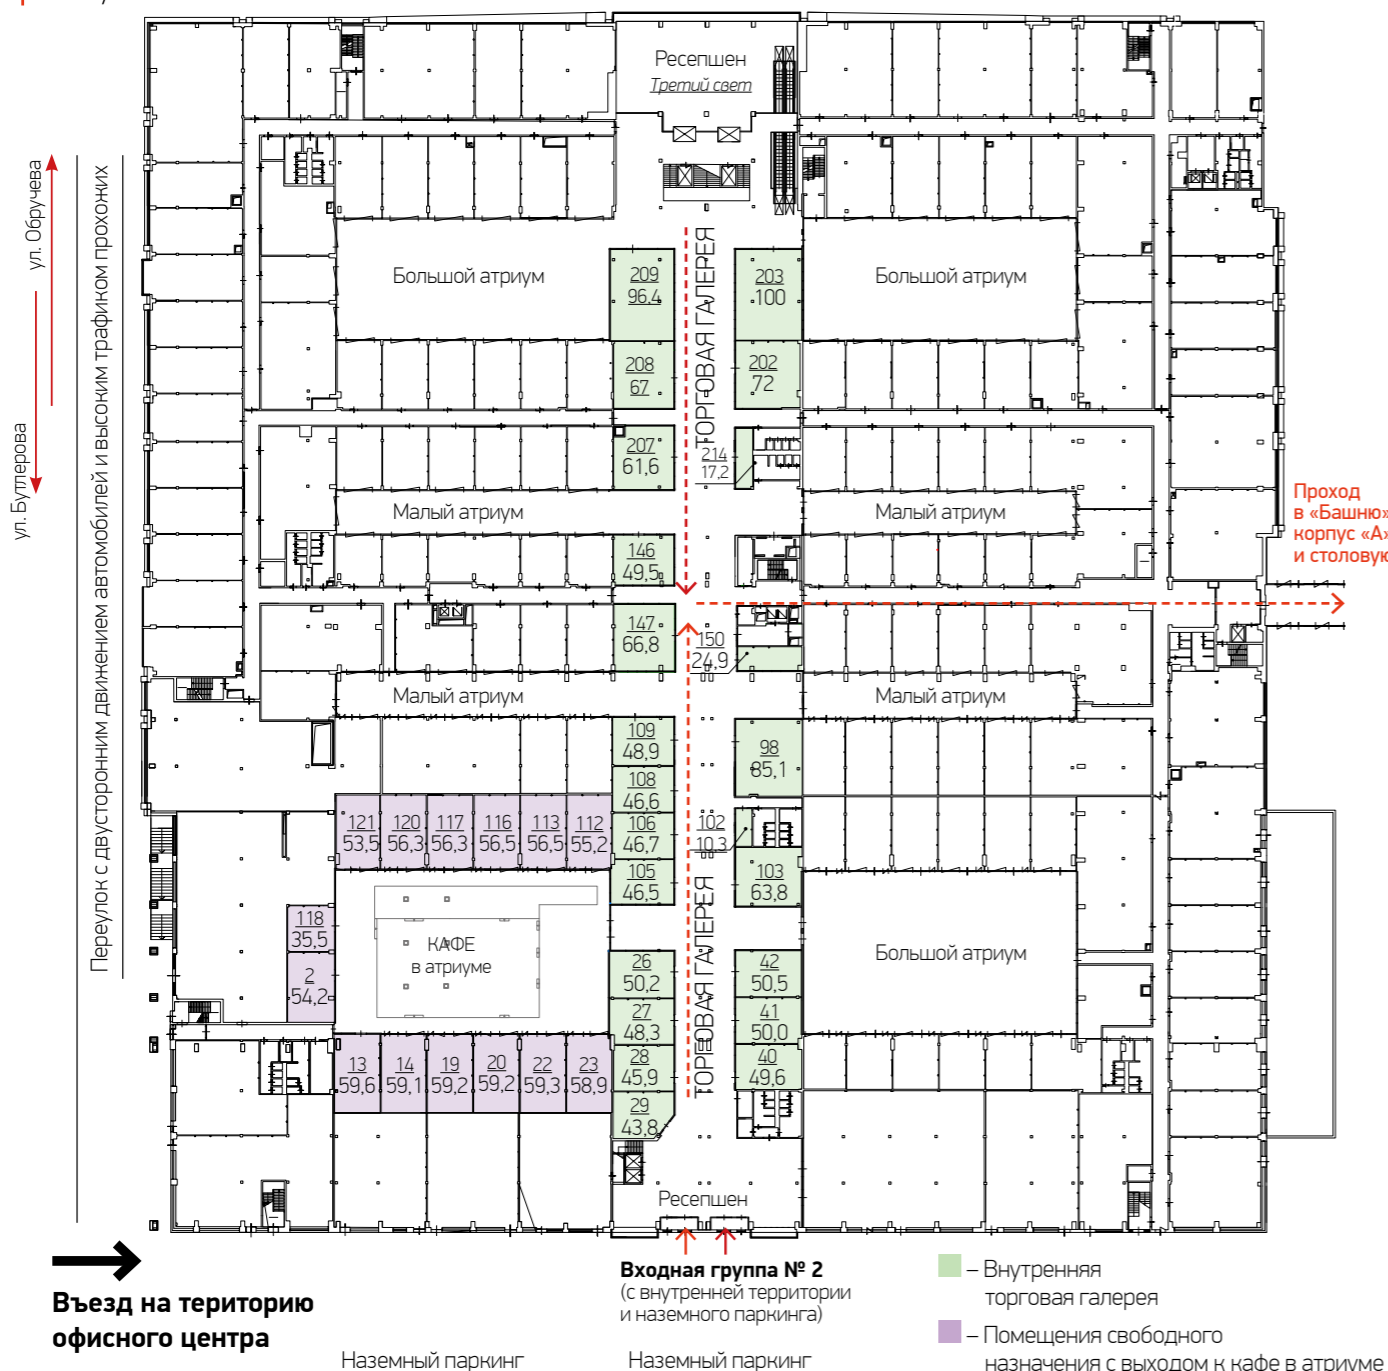 Ресепшен
Третий свет
ул. Обручева
ул. Бутлерова
Переулок с двусторонним движением автомобилей и высоким трафиком прохожих
Большой атриум
209
96,4
ТОРГОВАЯ ГАЛЕРЕЯ
203
100
Большой атриум
208
67
202
72
207
61,6
214
17,2
Малый атриум
Малый атриум
Проход
в «Башню»
корпус «А»
и столовую
146
49,5
147
66,8
150
24,9
Малый атриум
Малый атриум
109
48,9
98
85,1
108
46,6
121
53,5
120
56,3
117
56,3
116
56,5
113
56,5
112
55,2
106
46,7
102
10,3
105
46,5
103
63,8
118
35,5
КАФЕ
в атриуме
ТОРГОВАЯ ГАЛЕРЕЯ
Большой атриум
2
54,2
26
50,2
42
50,5
27
48,3
41
50,0
13
59,6
14
59,1
19
59,2
20
59,2
22
59,3
23
58,9
28
45,9
40
49,6
29
43,8
Ресепшен
Въезд на територию
офисного центра
Входная группа № 2
(с внутренней территории
и наземного паркинга)
– Внутренняя
торговая галерея
– Помещения свободного
назначения с выходом к кафе в атриуме
Наземный паркинг
Наземный паркинг